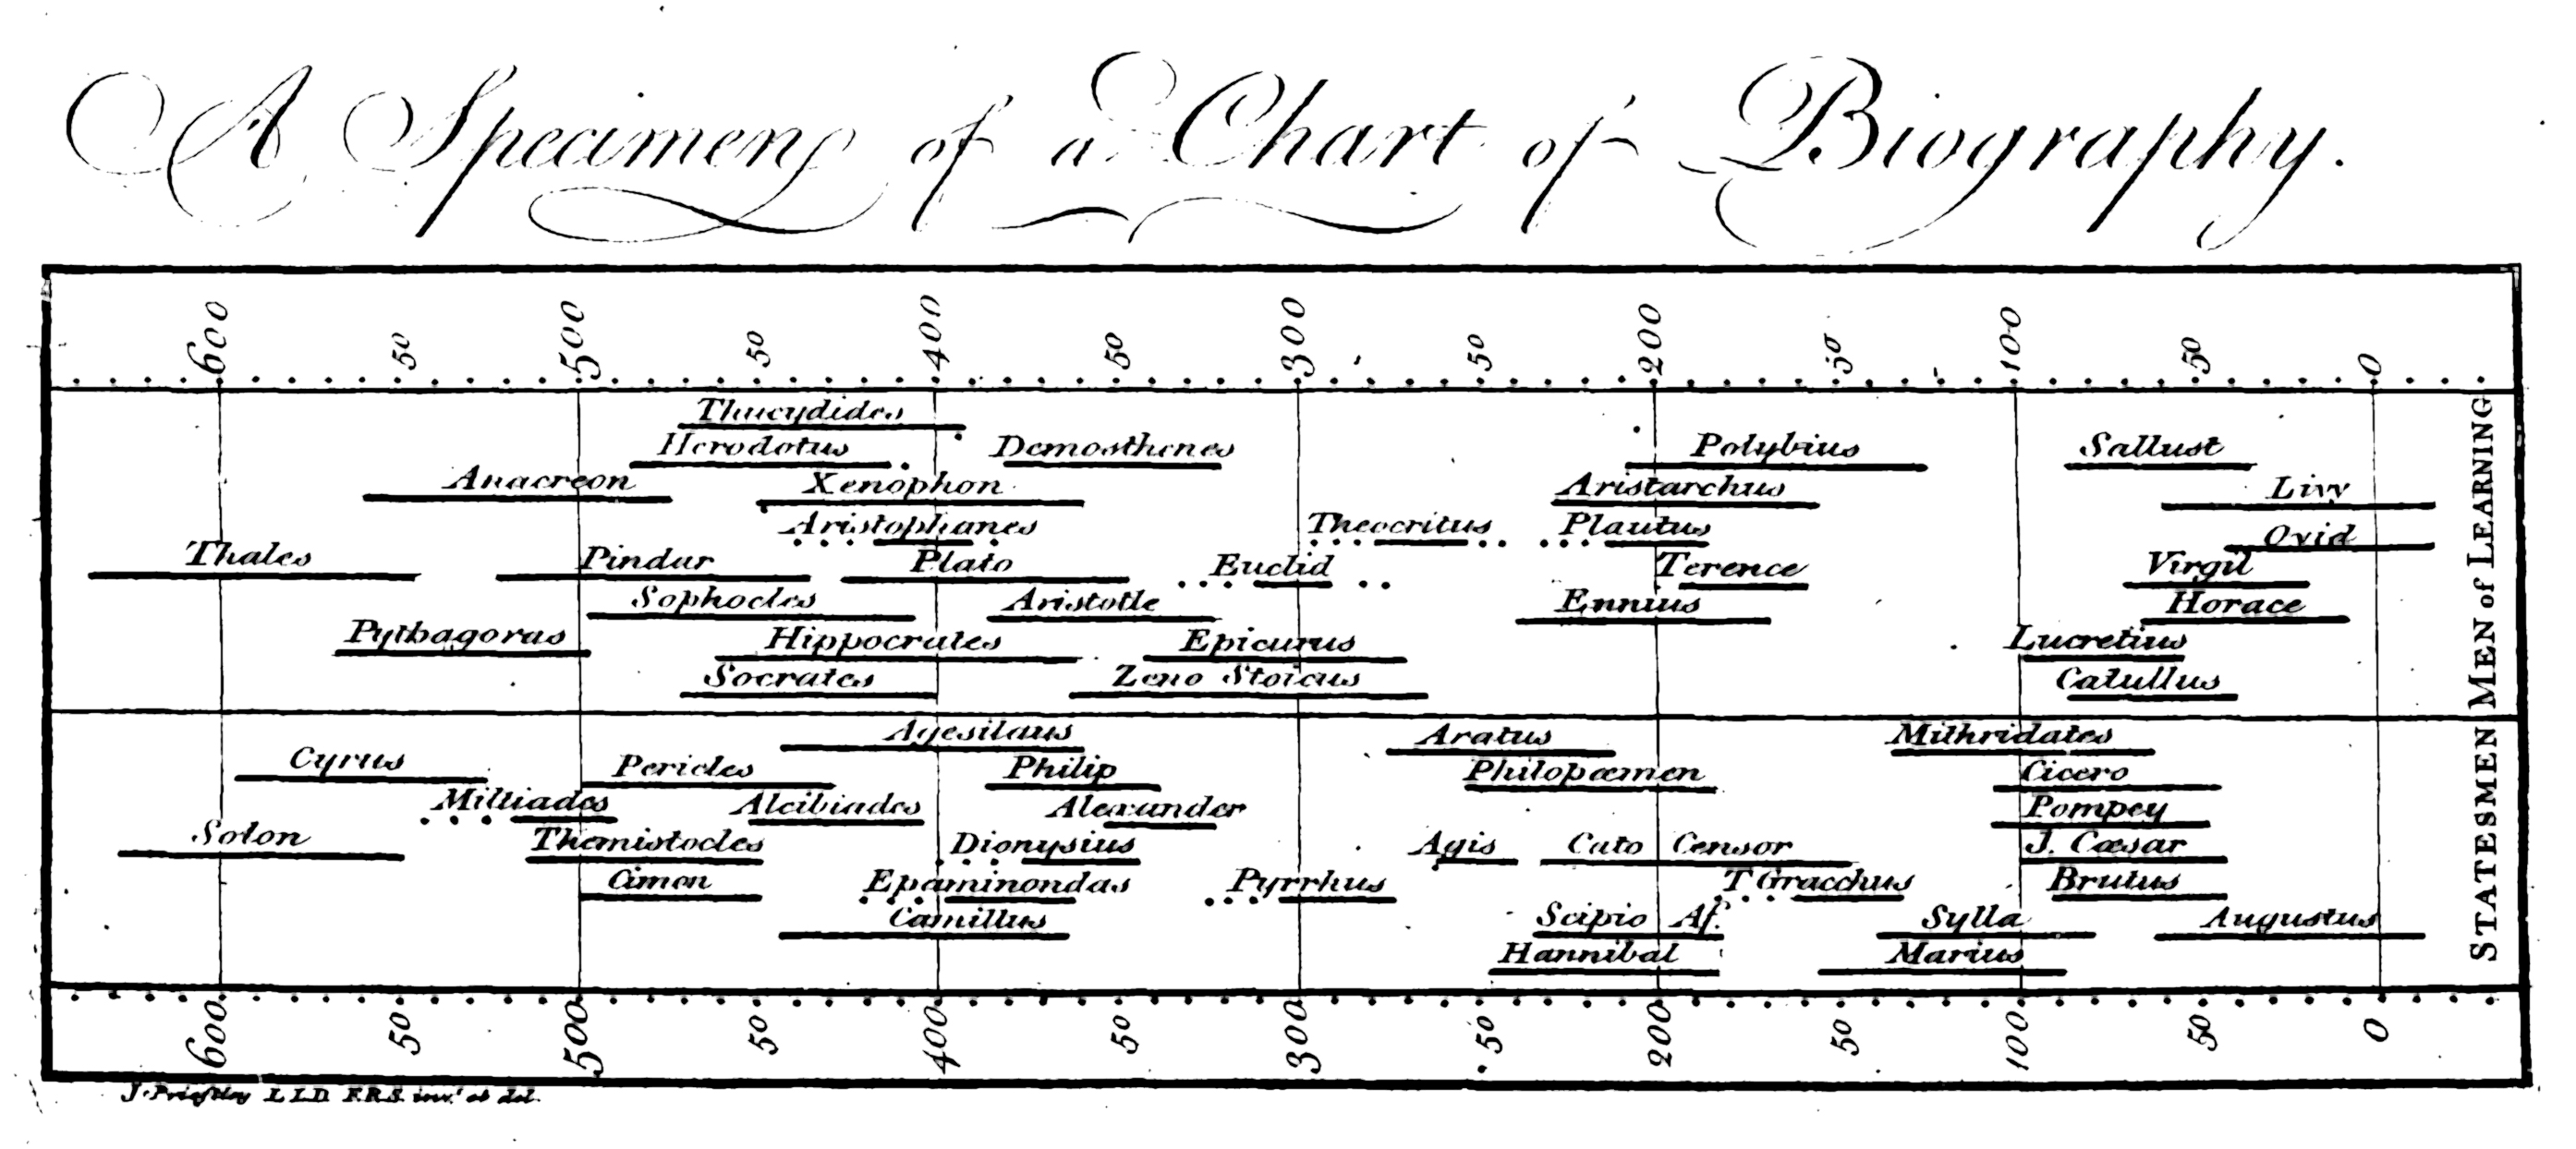 A Specimen of a Chart of Biography.
600 50 500 50 400 50 300 50 200 50 100 50 0
Thucydides
Herodotus Demosthenes Polybius Sallust
Anacreon Xenophon Aristarchus Livy
Aristophanes Theocritus Plautus Ovid
Thales Pindar Plato Euclid Terence Virgil
Sophocles Aristotle Ennius Horace
Pythagoras Hippocrates Epicurus Lucretius
Socrates Zeno Stoicus Catullus
MEN of LEARNING
Agesilaus Aratus Mithridates
Cyrus Pericles Philip Philopœmen Cicero
Miltiades Alcibiades Alexander Pompey
Solon Themistocles Dionysius Agis Cato Censor J. Cæsar
Cimon Epaminondas Pyrrhus T Gracchus Brutus
Camillus Scipio Af. Sylla Augustus
Hannibal Marius
STATESMEN
600 50 500 50 400 50 300 50 200 50 100 50 0
J. Priestley L.L.D. F.R.S. inv.t et del.